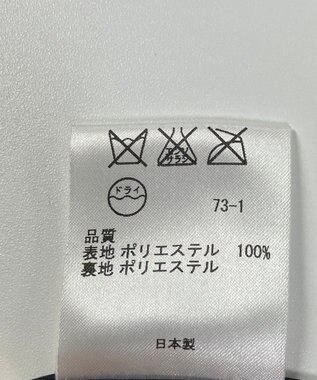 エンソ
サラシ
ドライ
73-1
品質
表地 ポリエステル 100%
裏地 ポリエステル
日本製